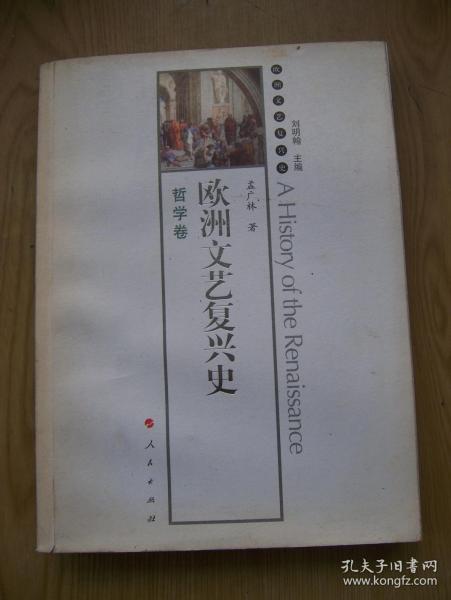 欧洲文艺复兴史
刘明翰 主编
A History of the Renaissance
孟广林 著
欧洲文艺复兴史
哲学卷
人民出版社
孔夫子旧书网
www.kongfz.com